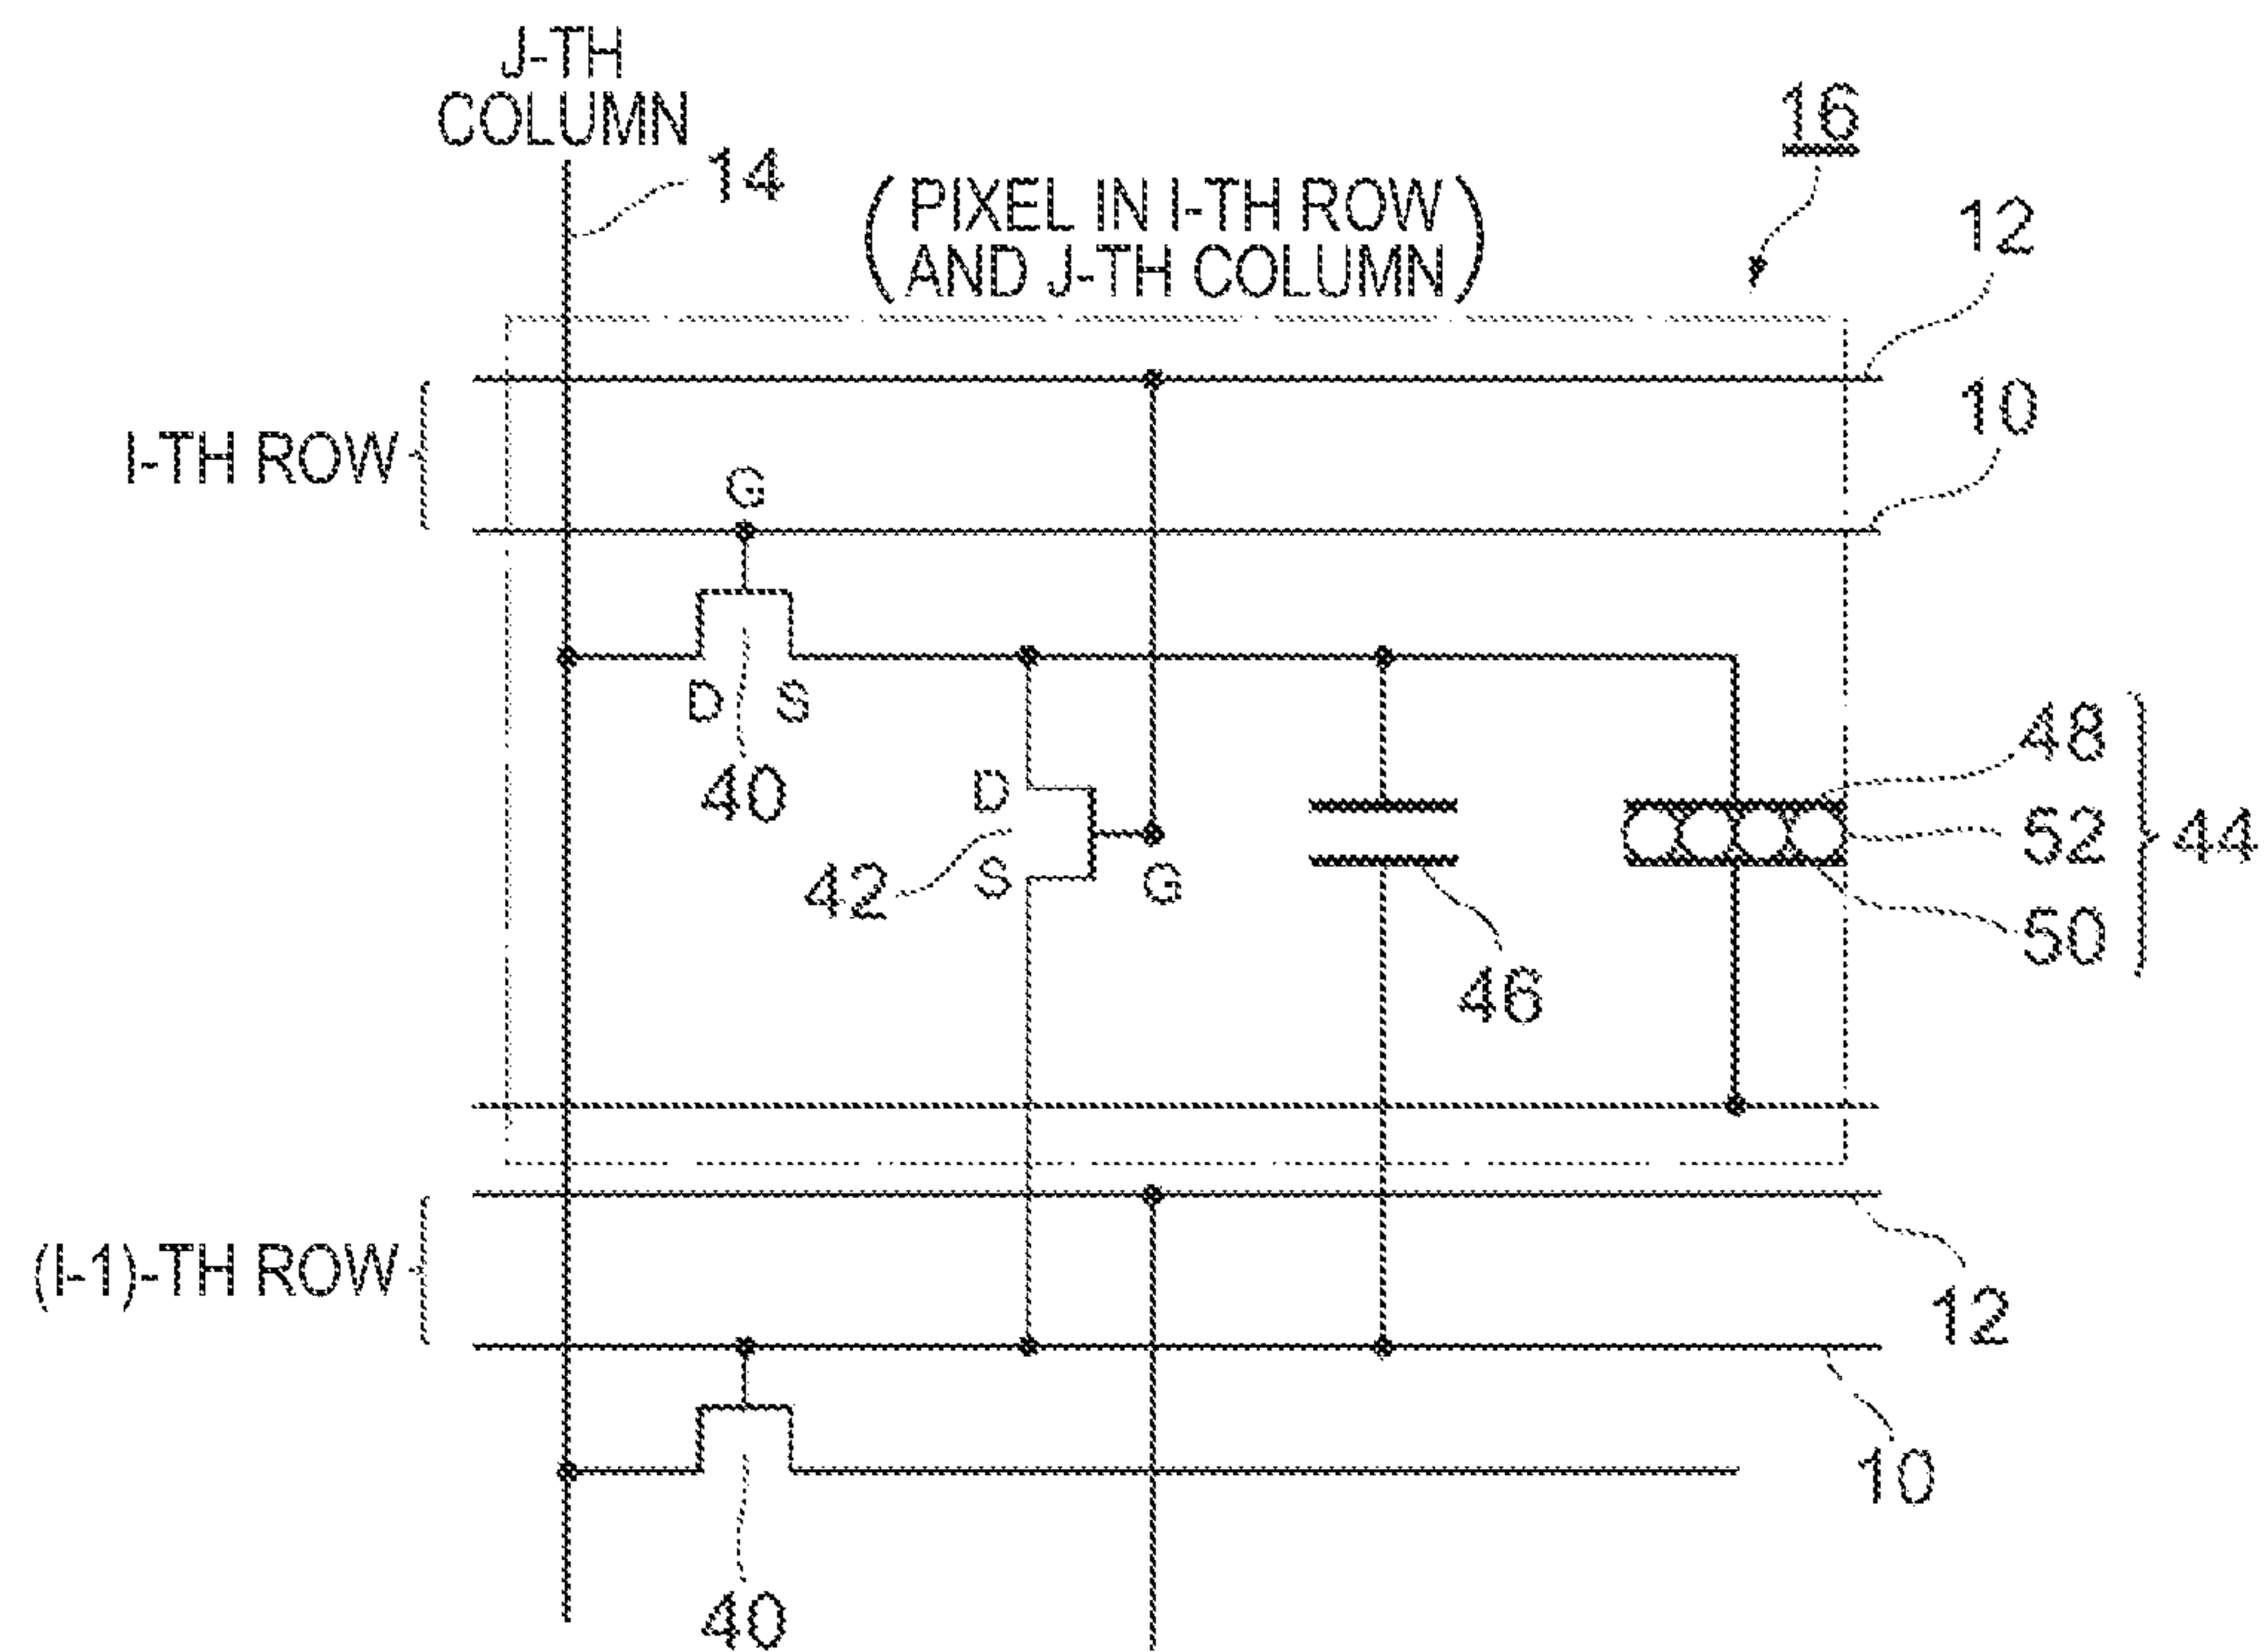 J-TH
COLUMN
14
16
(PIXEL IN I-TH ROW
AND J-TH COLUMN)
12
10
I-TH ROW
G
D S
40
D
S
42
G
46
48
52
50
44
(I-1)-TH ROW
12
10
40